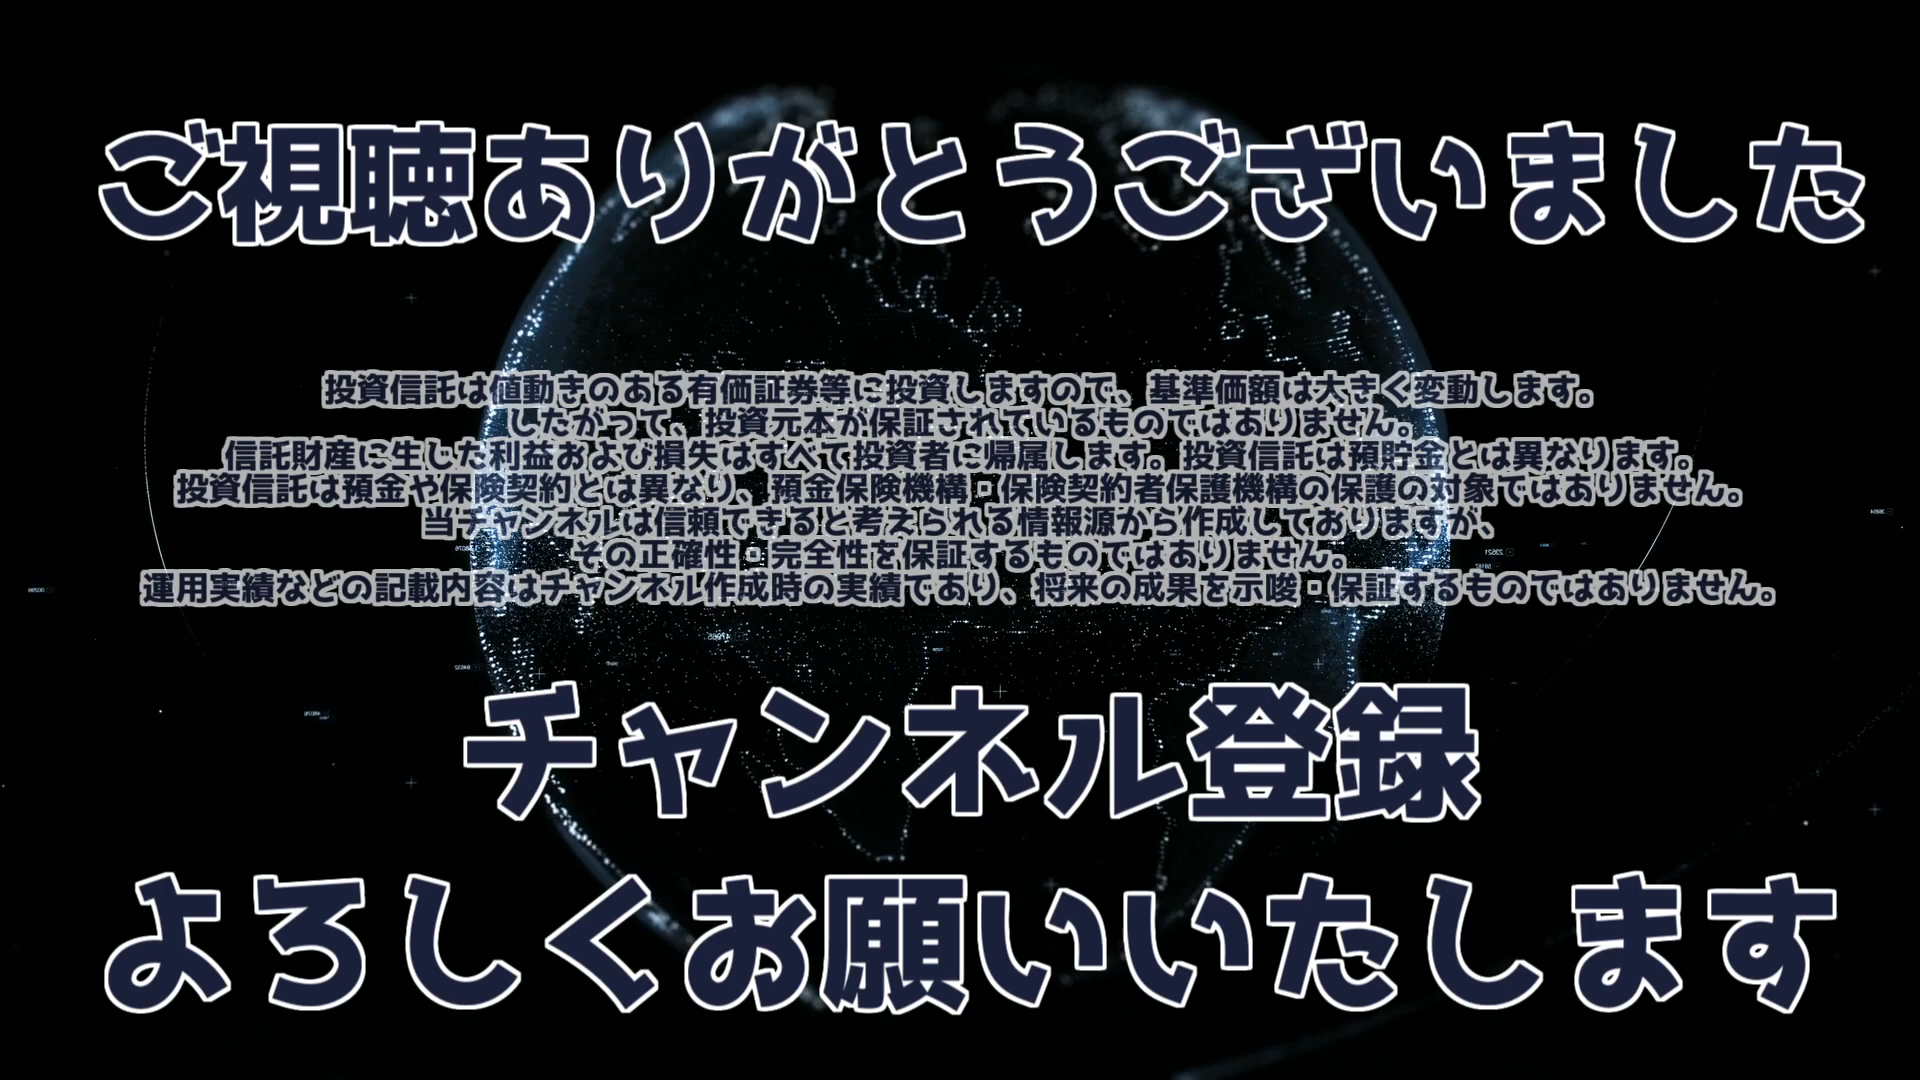 ご視聴ありがとうございました
投資信託は値動きのある有価証券等に投資しますので、基準価額は大きく変動します。
したがって、投資元本が保証されているものではありません。
信託財産に生じた利益および損失はすべて投資者に帰属します。投資信託は預貯金とは異なります。
投資信託は預金や保険契約とは異なり、預金保険機構・保険契約者保護機構の保護の対象ではありません。
当チャンネルは信頼できると考えられる情報源から作成しておりますが、
その正確性・完全性を保証するものではありません。
運用実績などの記載内容はチャンネル作成時の実績であり、将来の成果を示唆・保証するものではありません。
チャンネル登録
よろしくお願いいたします